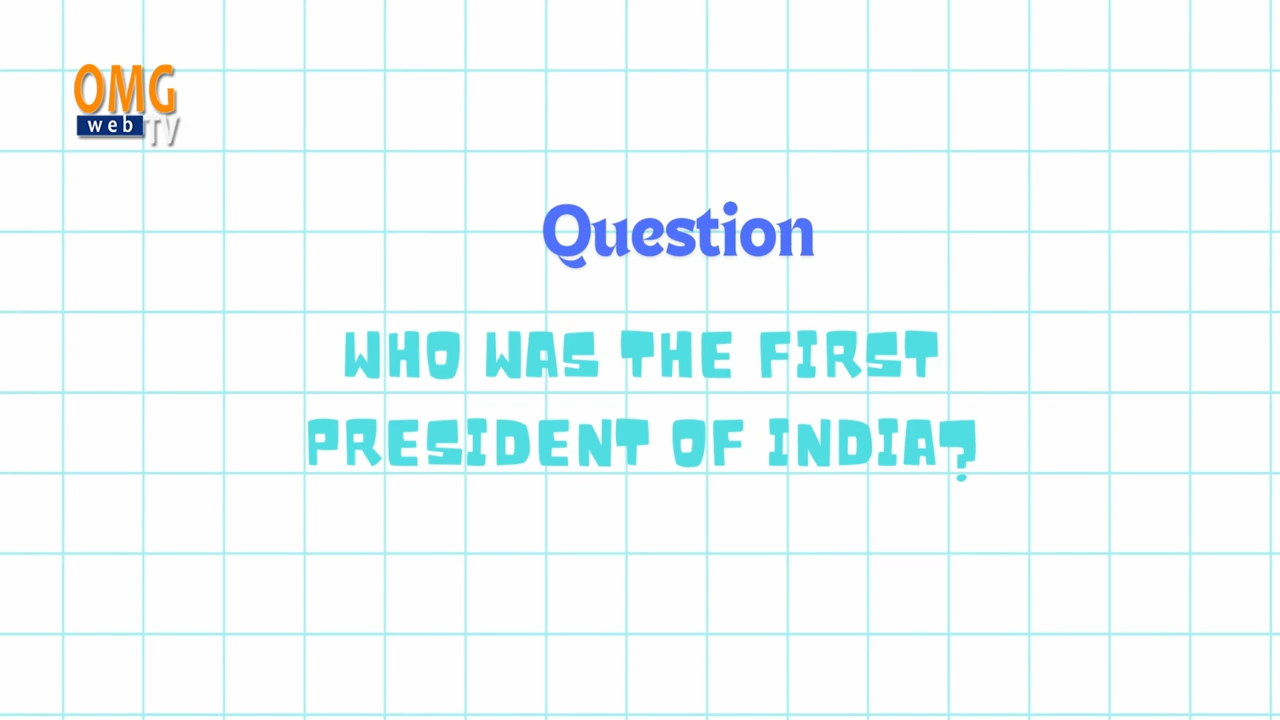 OMG
web TV
Question
WHO WAS THE FIRST
PRESIDENT OF INDIA?